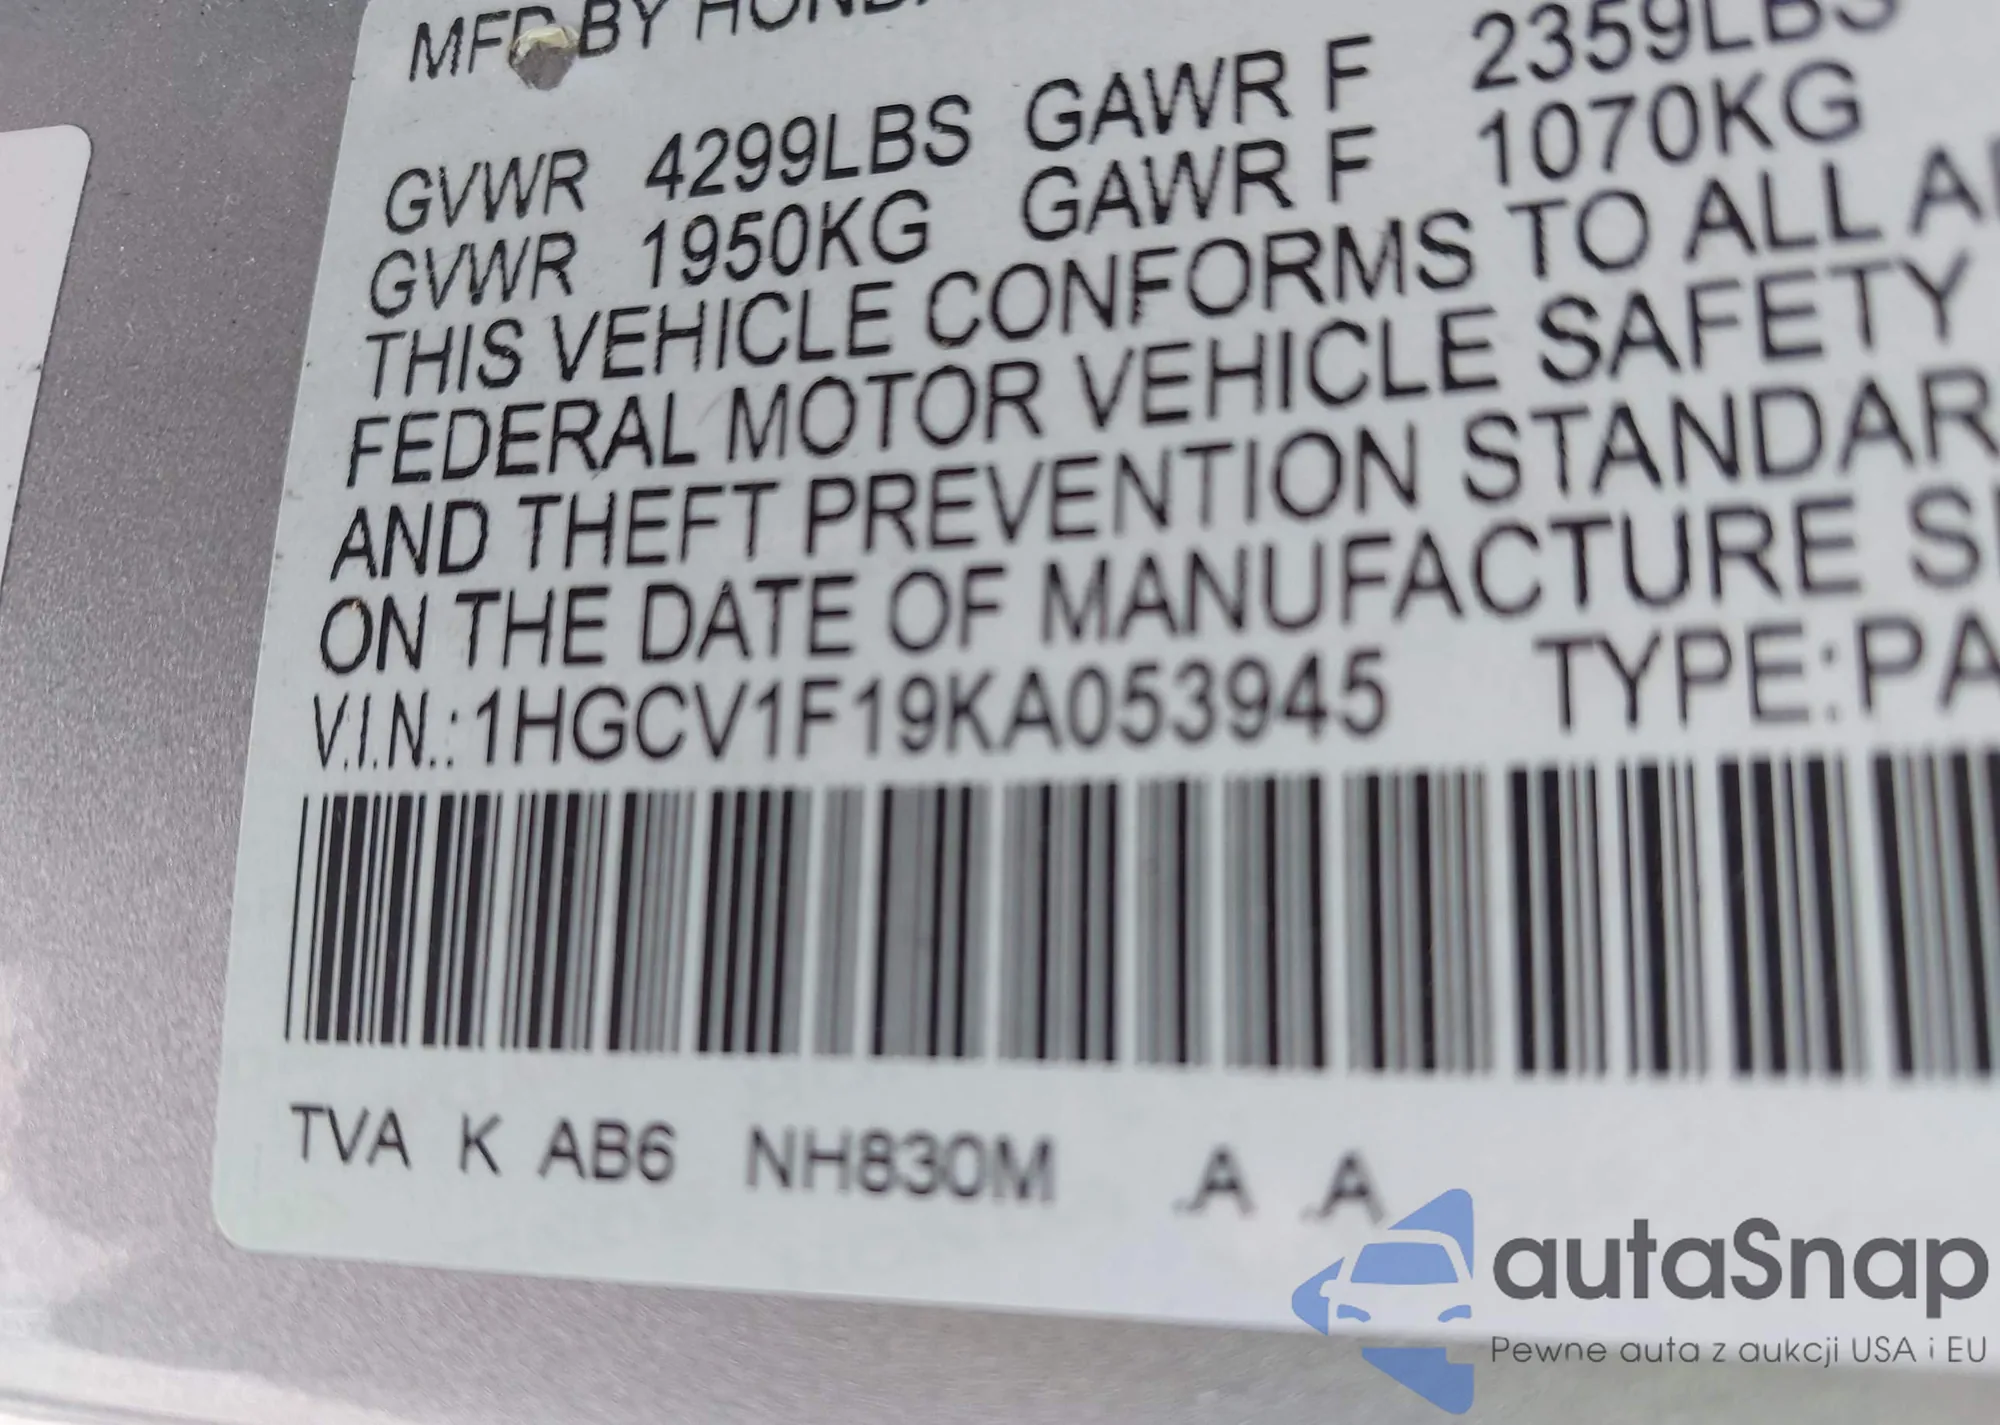 MFD BY HONDA
GVWR 4299LBS GAWR F 2359LBS
GVWR 1950KG GAWR F 1070KG
THIS VEHICLE CONFORMS TO ALL
FEDERAL MOTOR VEHICLE SAFETY
AND THEFT PREVENTION STANDAR
ON THE DATE OF MANUFACTURE
V.I.N.: 1HGCV1F19KA053945 TYPE:PA
TVA K AB6 NH830M A A
autaSnap
Pewne auta z aukcji USA i EU